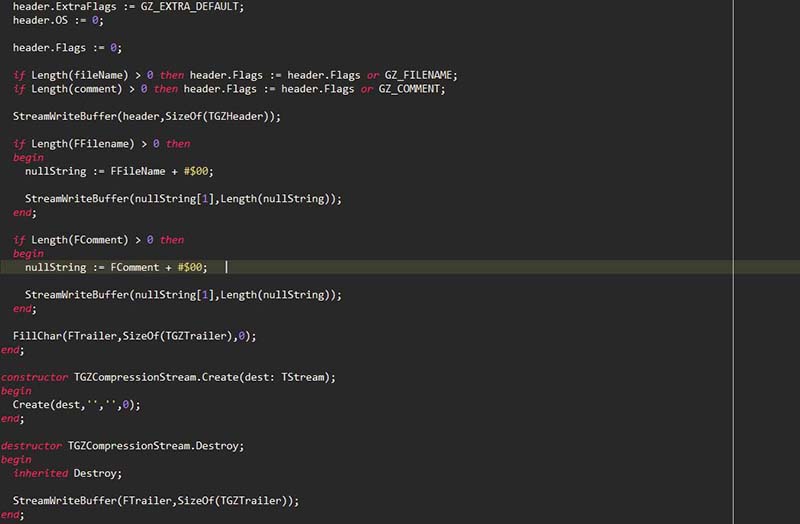 header.ExtraFlags := GZ_EXTRA_DEFAULT;
header.OS := 0;
header.Flags := 0;
if Length(fileName) > 0 then header.Flags := header.Flags or GZ_FILENAME;
if Length(comment) > 0 then header.Flags := header.Flags or GZ_COMMENT;
StreamWriteBuffer(header,SizeOf(TGZHeader));
if Length(FFilename) > 0 then
begin
nullString := FFileName + #$00;
StreamWriteBuffer(nullString[1],Length(nullString));
end;
if Length(FComment) > 0 then
begin
nullString := FComment + #$00;
StreamWriteBuffer(nullString[1],Length(nullString));
end;
FillChar(FTrailer,SizeOf(TGZTrailer),0);
end;
constructor TGZCompressionStream.Create(dest: TStream);
begin
Create(dest,'','',0);
end;
destructor TGZCompressionStream.Destroy;
begin
inherited Destroy;
StreamWriteBuffer(FTrailer,SizeOf(TGZTrailer));
end;